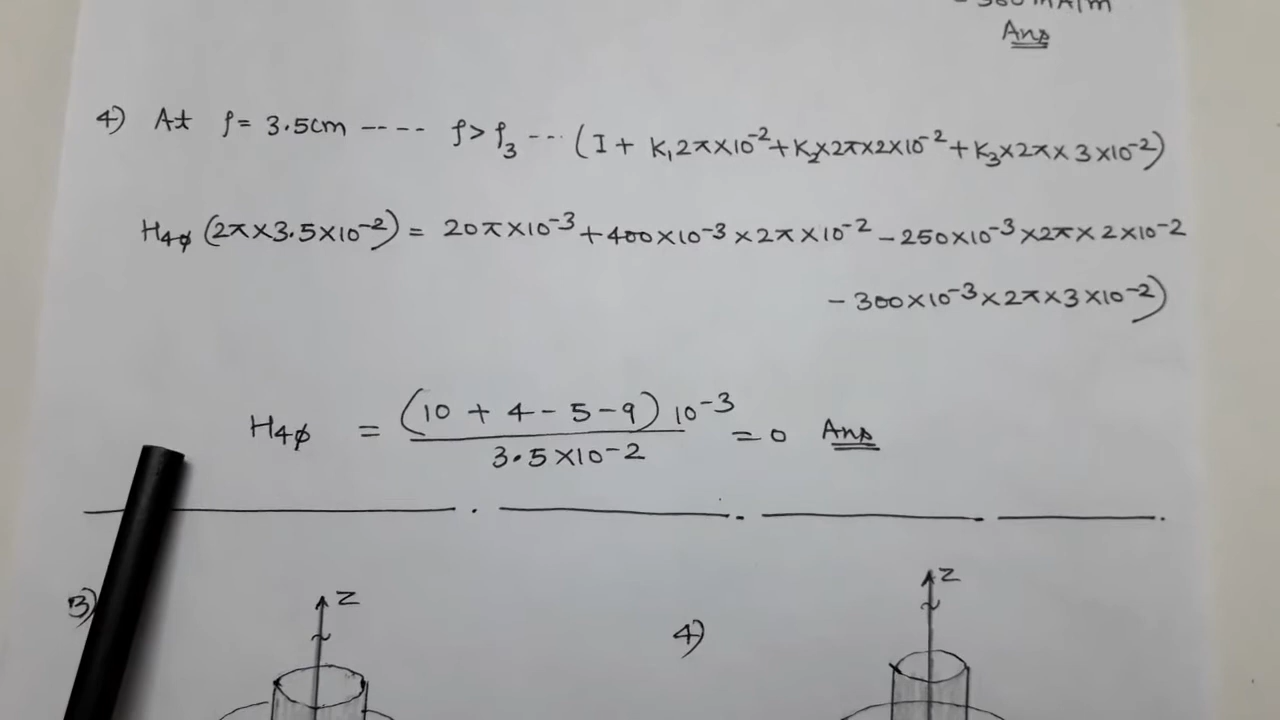 Ans
4) At ρ= 3.5cm ---- ρ>ρ₃ --- (I + K₁2π×10⁻²+K₂×2π×2×10⁻²+K₃×2π×3×10⁻²)
H₄φ (2π×3.5×10⁻²) = 20π×10⁻³+400×10⁻³×2π×10⁻² -250×10⁻³×2π×2×10⁻²
- 300×10⁻³×2π×3×10⁻²)
H₄φ = (10 + 4 - 5 - 9) 10⁻³ / 3.5×10⁻² = 0 Ans
3) Z
4) Z